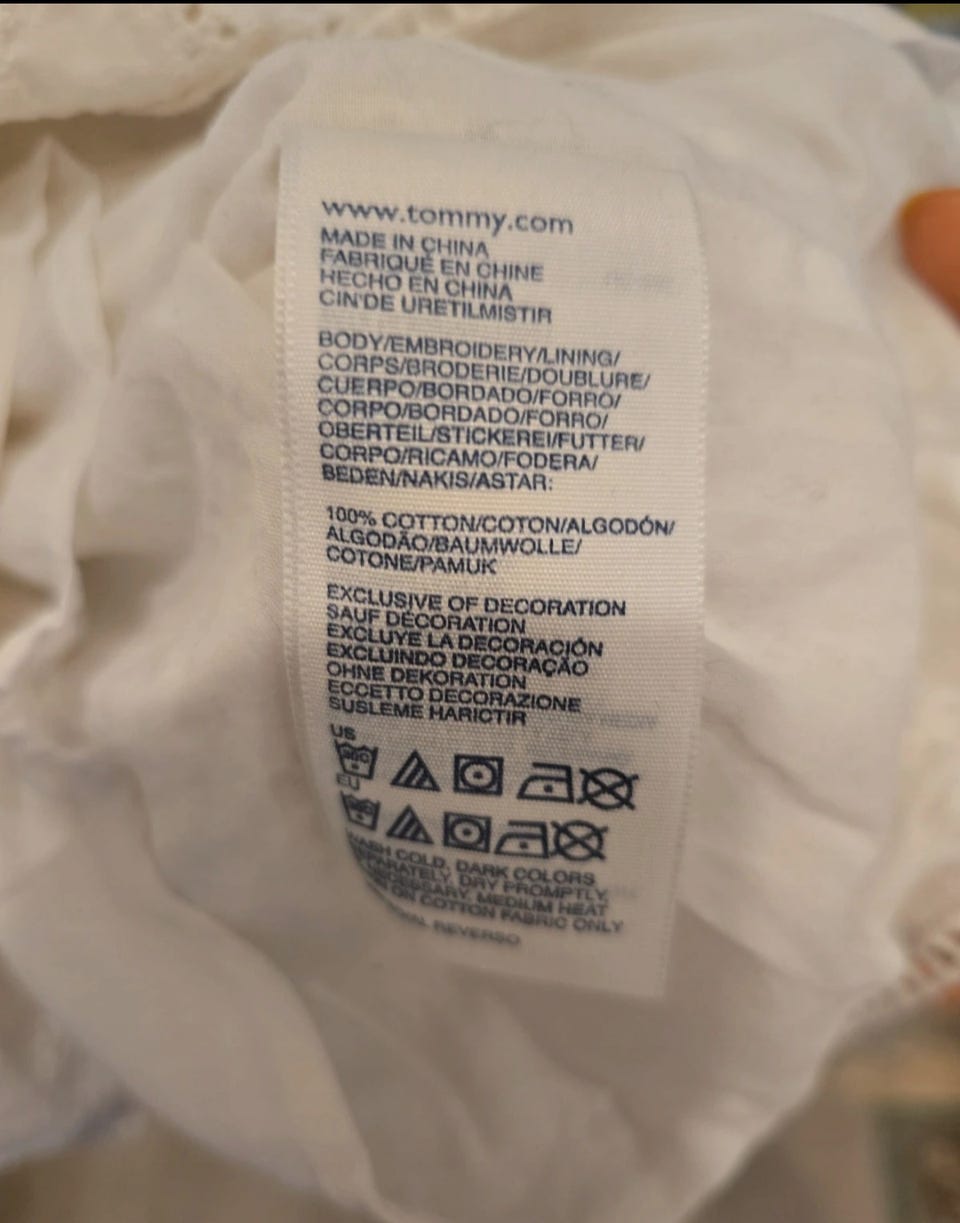 www.tommy.com
MADE IN CHINA
FABRIQUÉ EN CHINE
HECHO EN CHINA
CIN'DE URETILMISTIR
BODY/EMBROIDERY/LINING/
CORPS/BRODERIE/DOUBLURE/
CUERPO/BORDADO/FORRO/
CORPO/BORDADO/FORRO/
OBERTEIL/STICKEREI/FUTTER/
CORPO/RICAMO/FODERA/
BEDEN/NAKIS/ASTAR:
100% COTTON/COTON/ALGODÓN/
ALGODÃO/BAUMWOLLE/
COTONE/PAMUK
EXCLUSIVE OF DECORATION
SAUF DÉCORATION
EXCLUYE LA DECORACIÓN
EXCLUINDO DECORAÇÃO
OHNE DEKORATION
ECCETTO DECORAZIONE
SUSLEME HARICTIR
US
EU
WASH COLD, DARK COLORS
SEPARATELY, DRY PROMPTLY,
MEDIUM HEAT
ON COTTON FABRIC ONLY
REVERSO